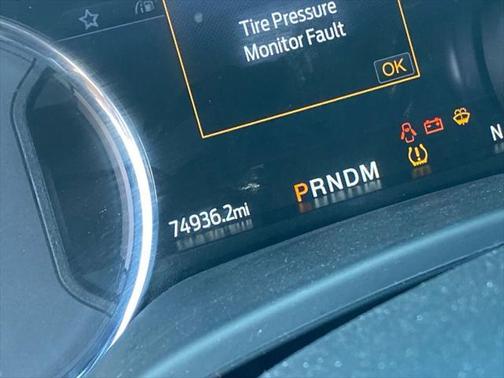 Tire Pressure
Monitor Fault
OK
N
PRNDM
74936.2mi